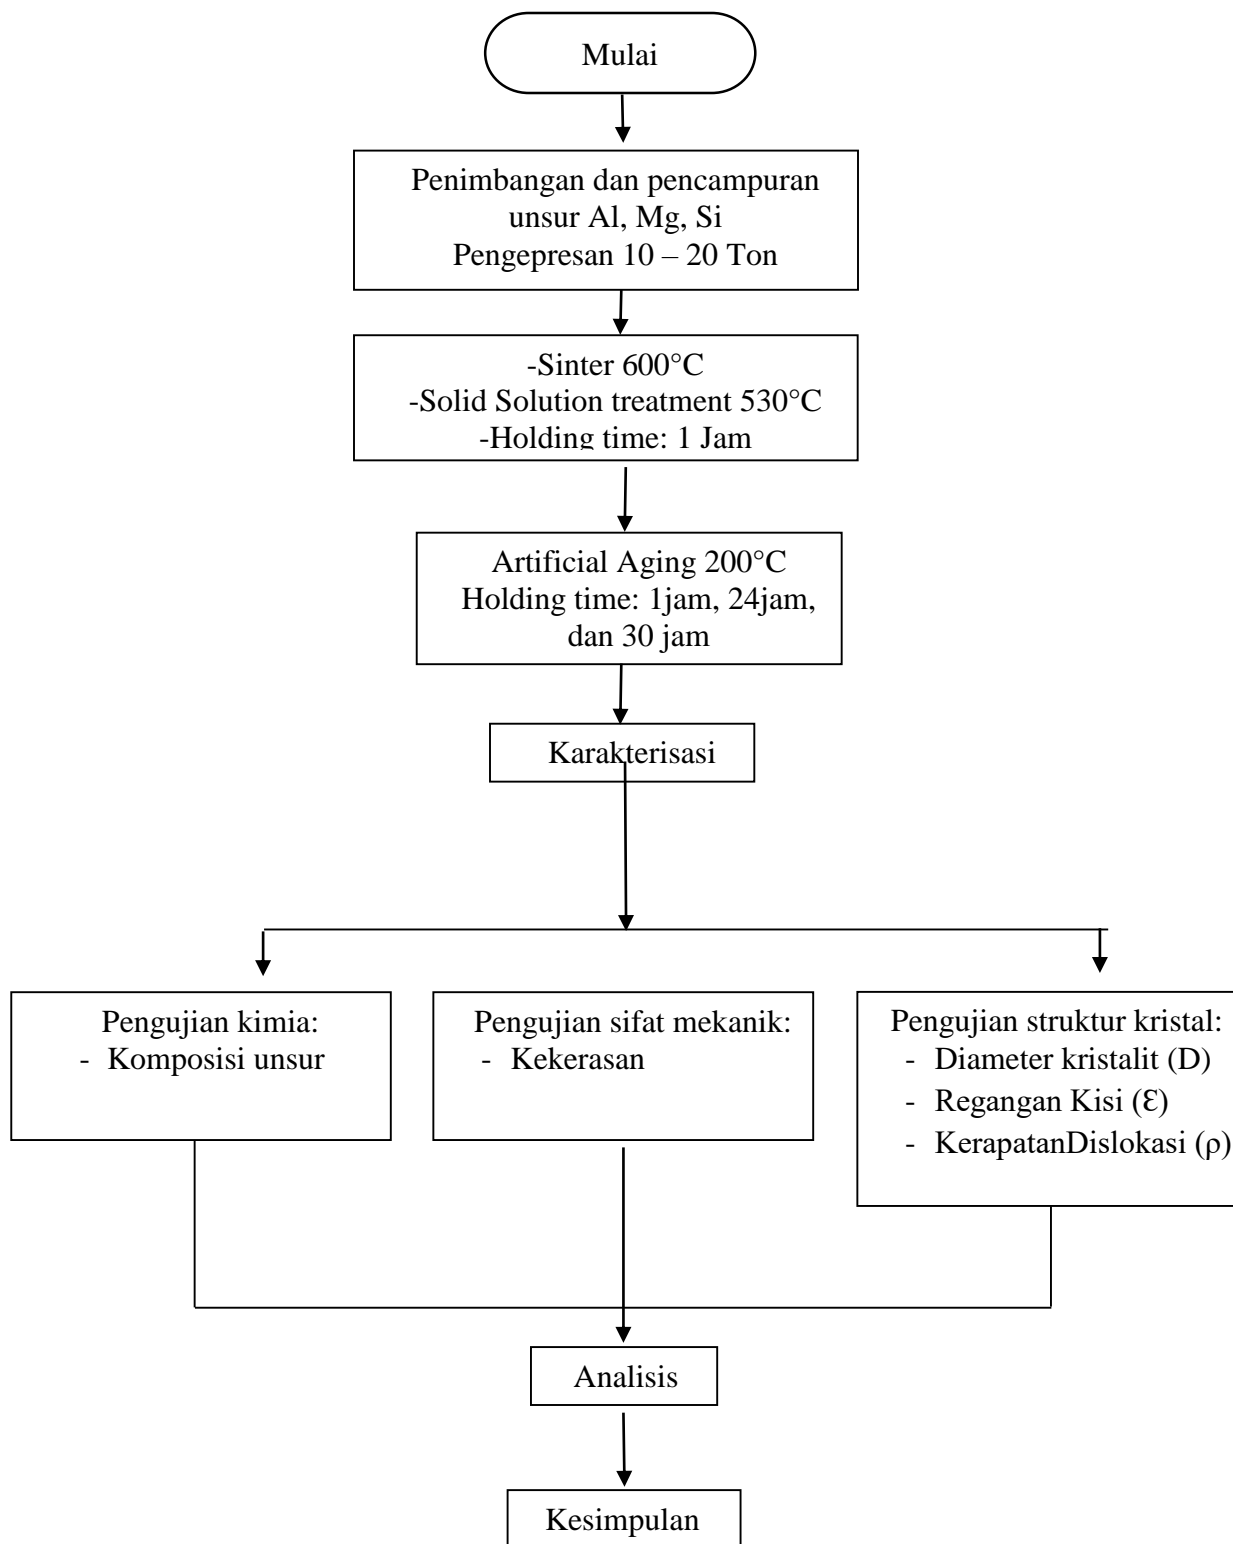 Mulai
Penimbangan dan pencampuran
unsur Al, Mg, Si
Pengepresan 10 – 20 Ton
-Sinter 600°C
-Solid Solution treatment 530°C
-Holding time: 1 Jam
Artificial Aging 200°C
Holding time: 1jam, 24jam,
dan 30 jam
Karakterisasi
Pengujian kimia:
- Komposisi unsur
Pengujian sifat mekanik:
- Kekerasan
Pengujian struktur kristal:
- Diameter kristalit (D)
- Regangan Kisi (Ɛ)
- KerapatanDislokasi (ρ)
Analisis
Kesimpulan